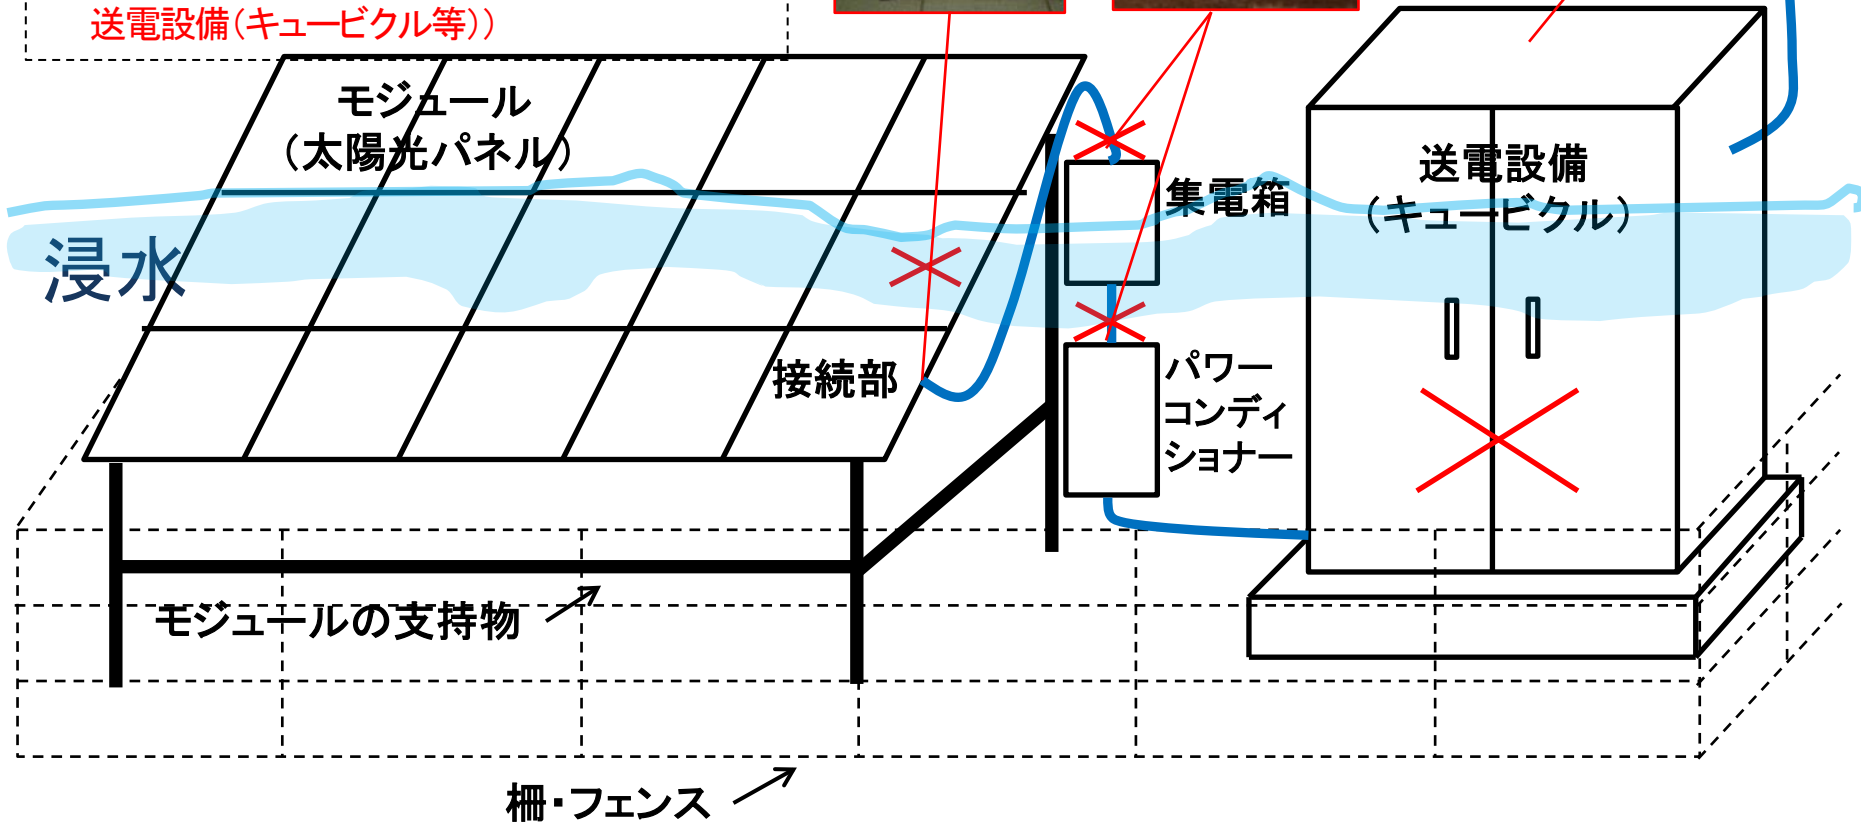 送電設備(キュービクル等))
モジュール
(太陽光パネル)
送電設備
(キュービクル)
集電箱
浸水
接続部
パワー
コンディ
ショナー
モジュールの支持物
柵・フェンス